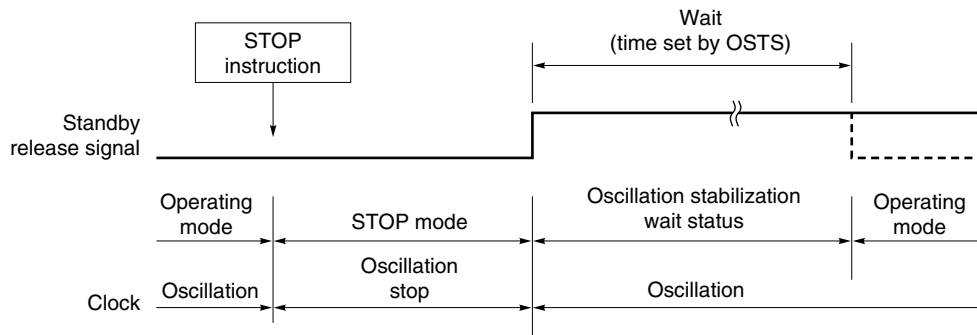 Wait
(time set by OSTS)
STOP
instruction
Standby
release signal
Operating
mode
STOP mode
Oscillation stabilization
wait status
Operating
mode
Clock
Oscillation
Oscillation
stop
Oscillation